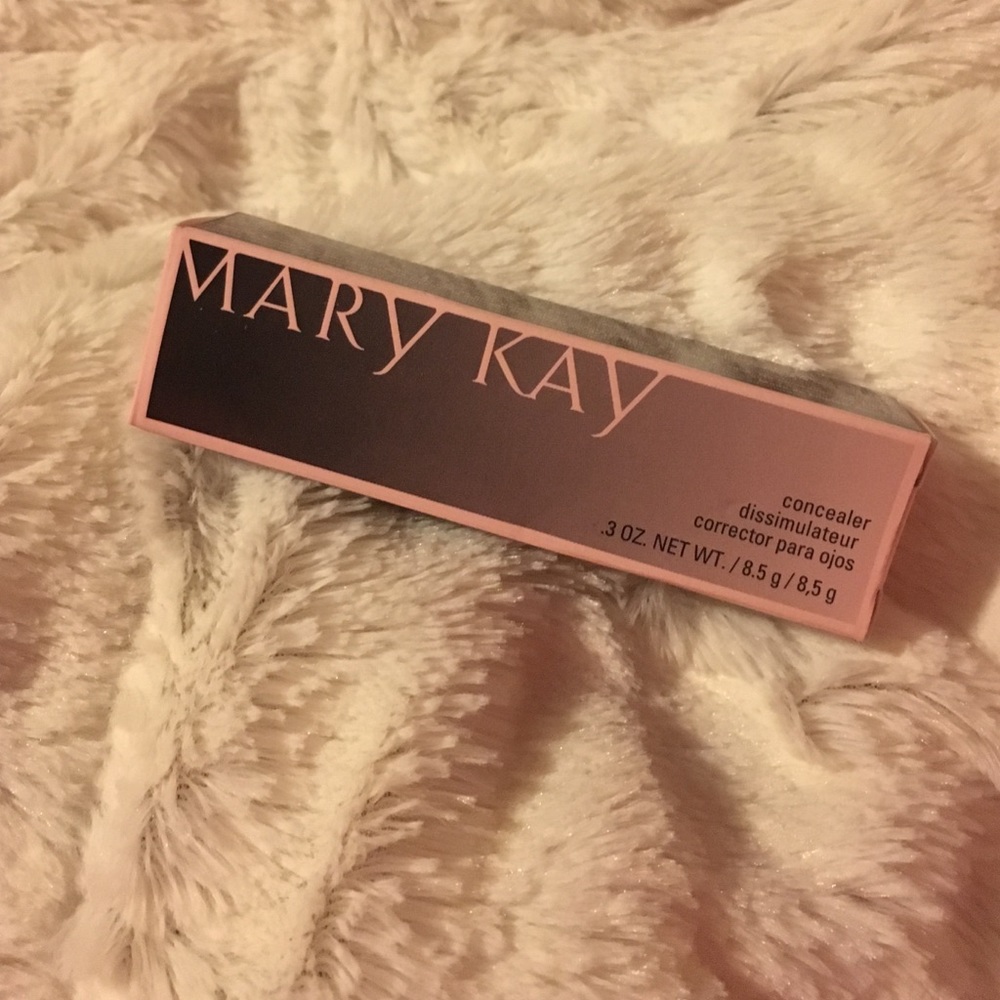 MARY KAY
concealer
dissimulateur
corrector para ojos
.3 OZ. NET WT. / 8.5 g / 8,5 g